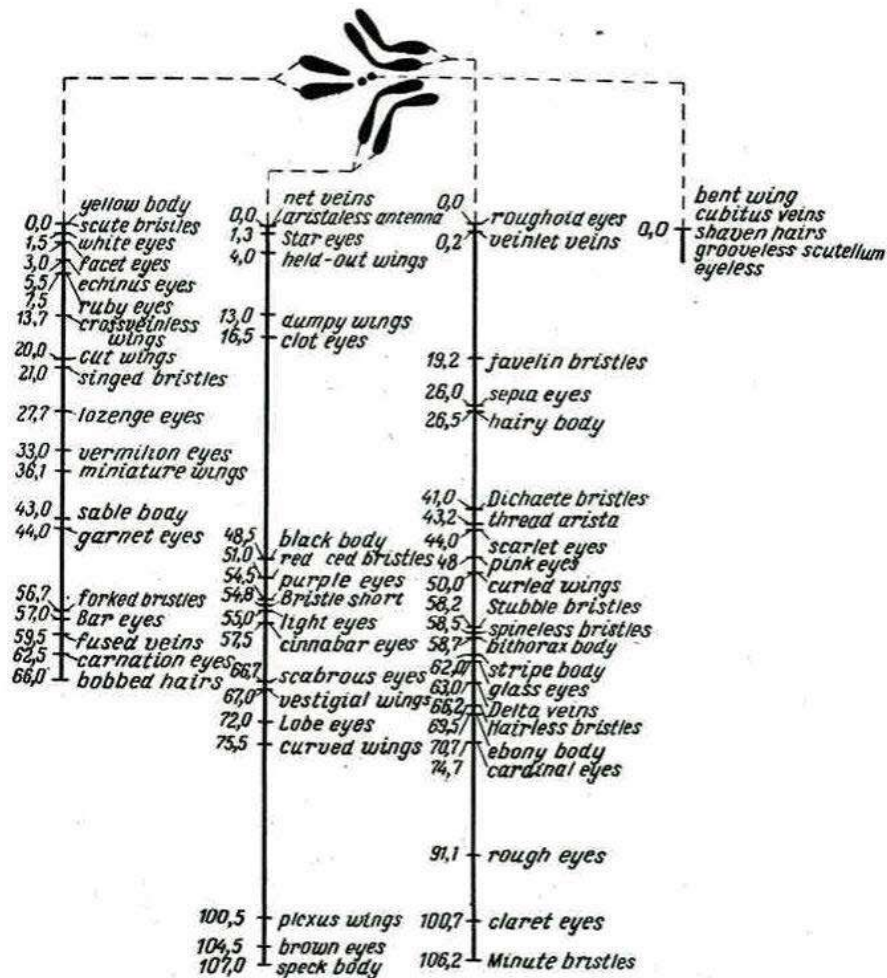 yellow body
0,0 scute bristles
1,5 white eyes
3,0 facet eyes
5,5 echinus eyes
7,5 ruby eyes
13,7 crossveinless
wings
20,0 cut wings
21,0 singed bristles
27,7 lozenge eyes
33,0 vermilion eyes
36,1 miniature wings
43,0 sable body
44,0 garnet eyes
56,7 forked bristles
57,0 Bar eyes
59,5 fused veins
62,5 carnation eyes
66,0 bobbed hairs
net veins
0,0 aristaless antenna
1,3 Star eyes
4,0 held-out wings
13,0 dumpy wings
16,5 clot eyes
48,5 black body
51,0 red ced bristles
54,5 purple eyes
54,8 Bristle short
55,0 light eyes
57,5 cinnabar eyes
66,7 scabrous eyes
67,0 vestigial wings
72,0 Lobe eyes
75,5 curved wings
100,5 plexus wings
104,5 brown eyes
107,0 speck body
0,0 roughoid eyes
0,2 veinlet veins
19,2 javelin bristles
26,0 sepia eyes
26,5 hairy body
41,0 Dichaete bristles
43,2 thread arista
44,0 scarlet eyes
48 pink eyes
50,0 curled wings
58,2 Stubble bristles
58,5 spineless bristles
58,7 bithorax body
62,0 stripe body
63,0 glass eyes
66,2 Delta veins
69,5 Hairless bristles
70,7 ebony body
74,7 cardinal eyes
91,1 rough eyes
100,7 claret eyes
106,2 Minute bristles
bent wing
cubitus veins
0,0 shaven hairs
grooveless scutellum
eyeless